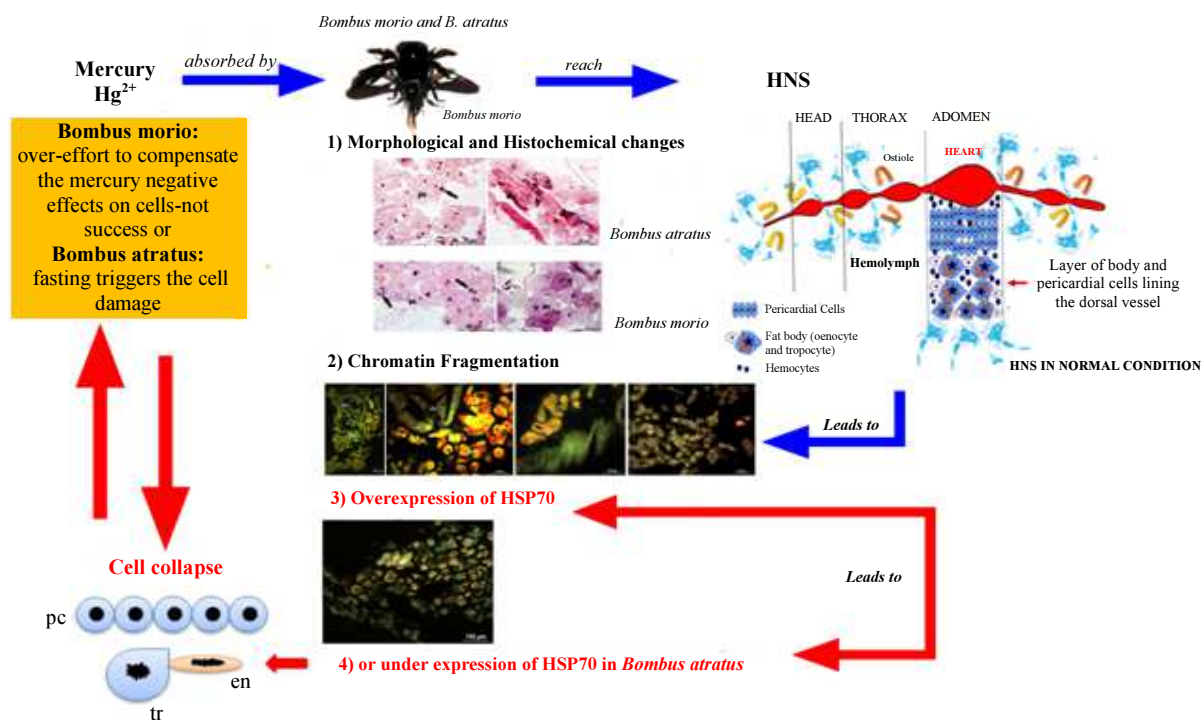 Bombus morio and B. atratus
Mercury
Hg²⁺
absorbed by
reach
HNS
Bombus morio
Bombus morio:
over-effort to compensate
the mercury negative
effects on cells-not
success or
Bombus atratus:
fasting triggers the cell
damage
1) Morphological and Histochemical changes
Bombus atratus
Bombus morio
HEAD
THORAX
ADOMEN
Ostiole
HEART
Hemolymph
Layer of body and
pericardial cells lining
the dorsal vessel
Pericardial Cells
Fat body (oenocyte
and tropocyte)
Hemocytes
HNS IN NORMAL CONDITION
2) Chromatin Fragmentation
Leads to
3) Overexpression of HSP70
Leads to
Cell collapse
pc
en
tr
4) or under expression of HSP70 in Bombus atratus